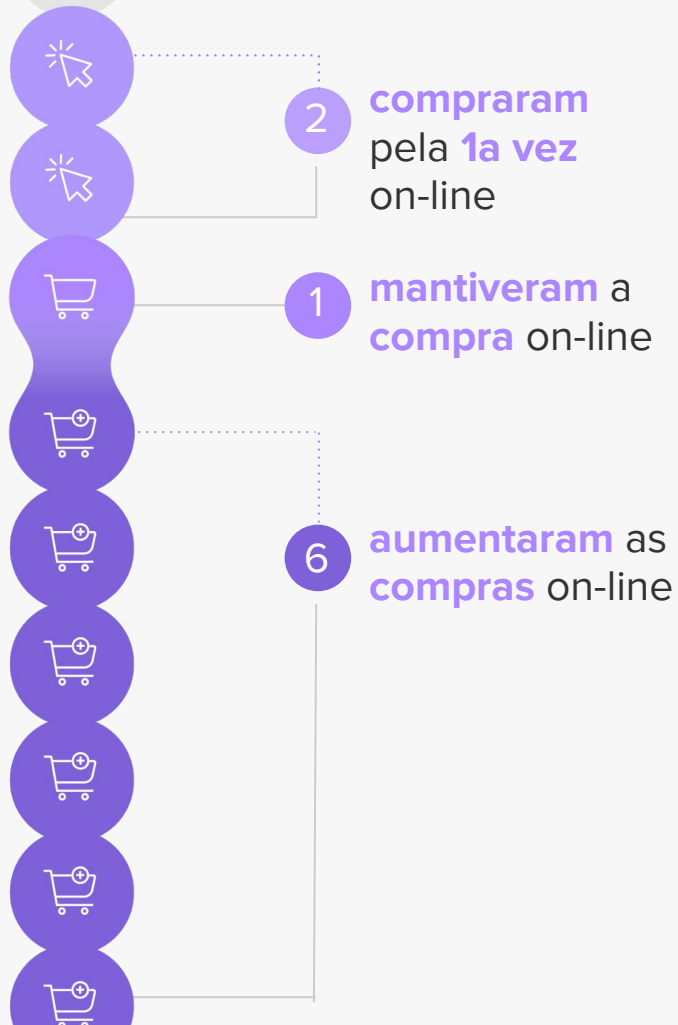 2
compraram
pela 1a vez
on-line
1
mantiveram a
compra on-line
6
aumentaram as
compras on-line